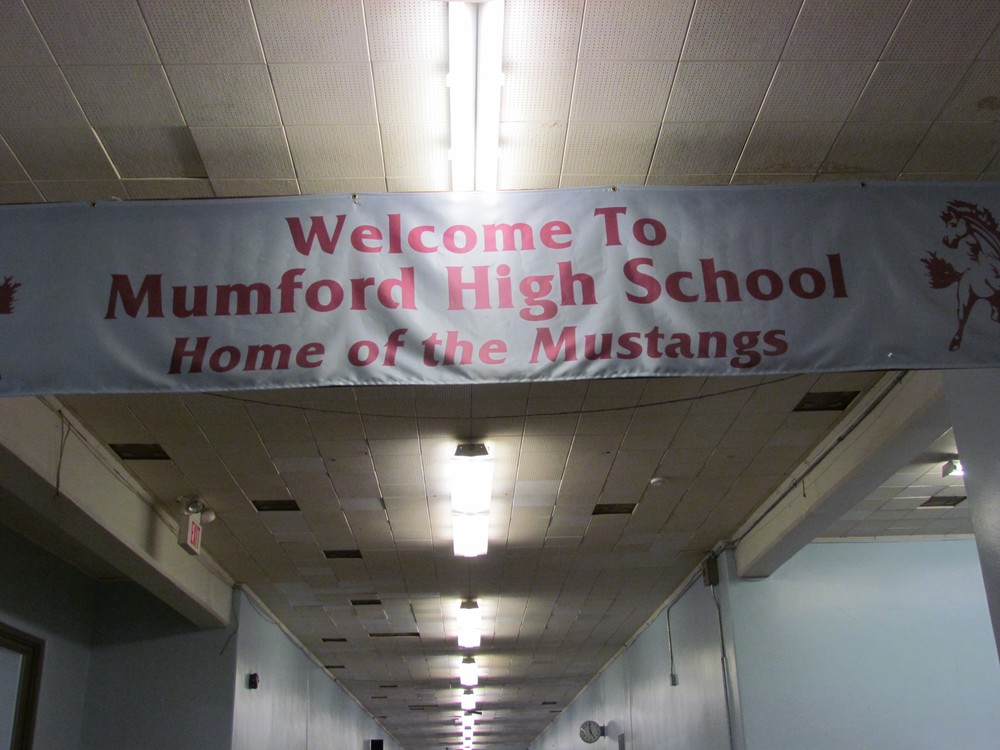 Welcome To
Mumford High School
Home of the Mustangs
EXIT